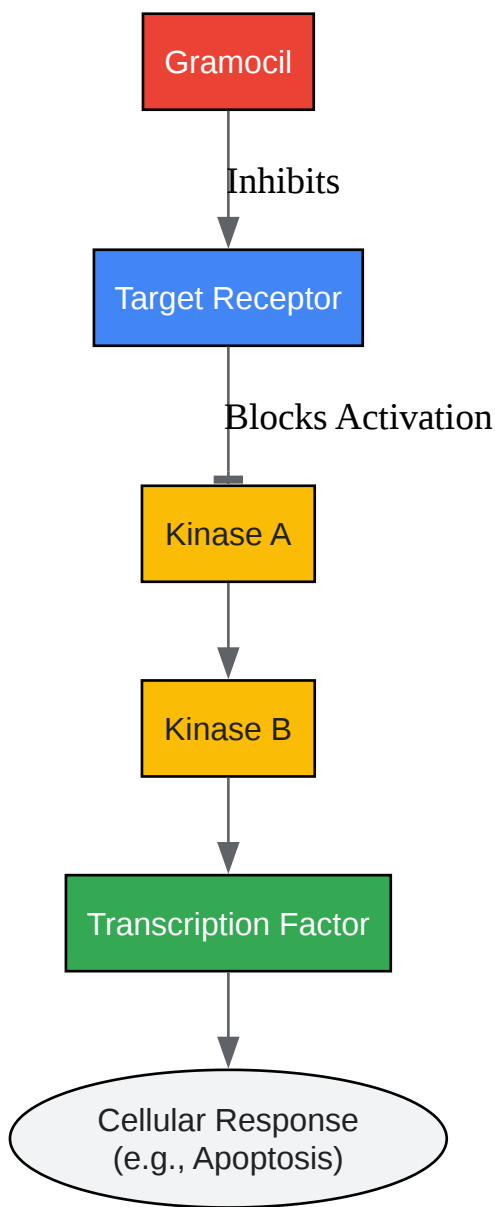 Gramocil
Inhibits
Target Receptor
Blocks Activation
Kinase A
Kinase B
Transcription Factor
Cellular Response
(e.g., Apoptosis)